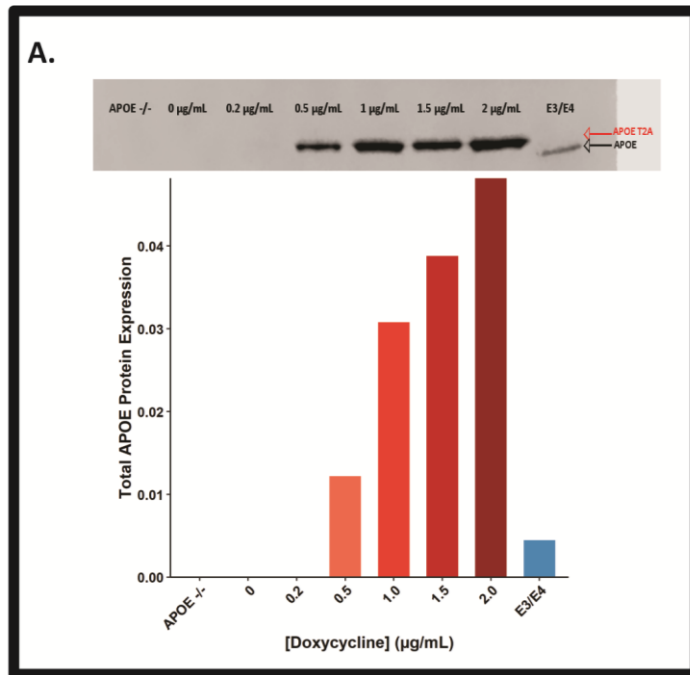 A.
APOE -/- 0 µg/mL 0.2 µg/mL 0.5 µg/mL 1 µg/mL 1.5 µg/mL 2 µg/mL E3/E4
APOE T2A
APOE
Total APOE Protein Expression
0.04
0.03
0.02
0.01
0.00
APOE -/- 0 0.2 0.5 1.0 1.5 2.0 E3/E4
[Doxycycline] (µg/mL)